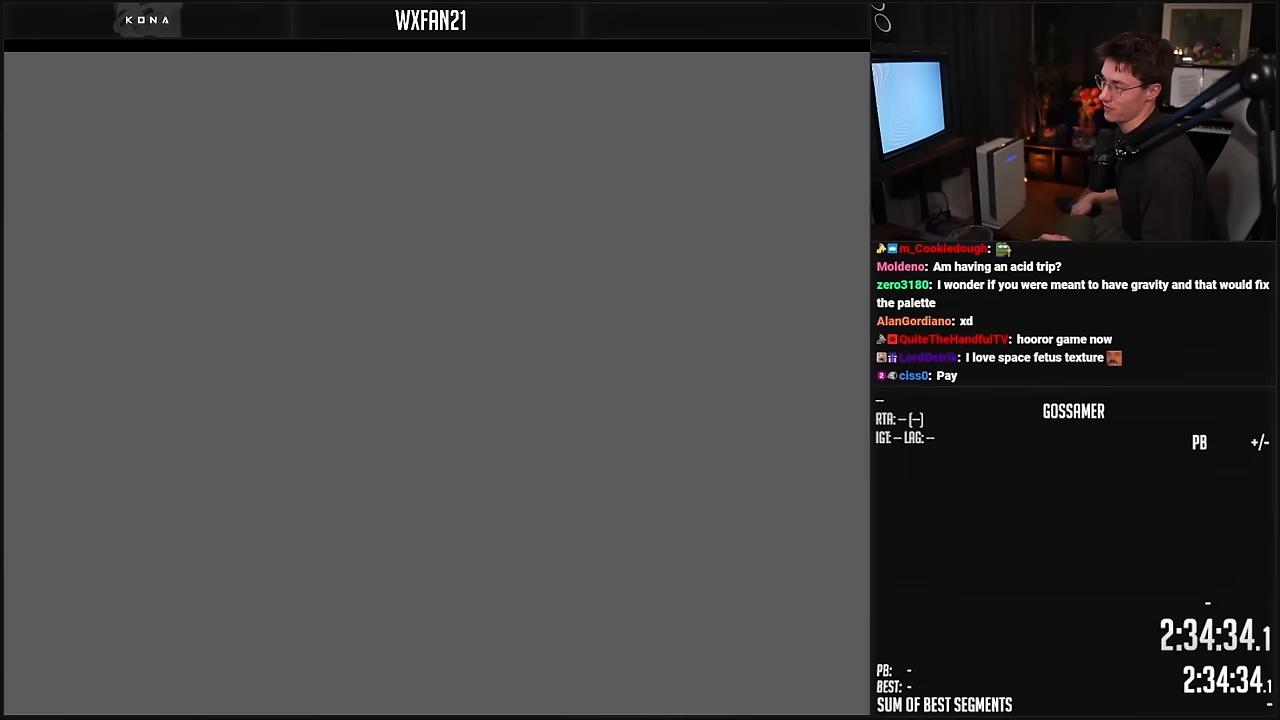 KONA
WXFAN21
m_Cookiedough:
Moldeno: Am having an acid trip?
zero3180: I wonder if you were meant to have gravity and that would fix
the palette
AlanGordiano: xd
QuiteTheHandfulTV: hooror game now
LordOstrik: I love space fetus texture
2 ciss0: Pay
—
RTA: — (—)
IGT: — LAG: —
GOSSAMER
PB +/-
-
2:34:34.1
PB: -
BEST: -
2:34:34.1
SUM OF BEST SEGMENTS -